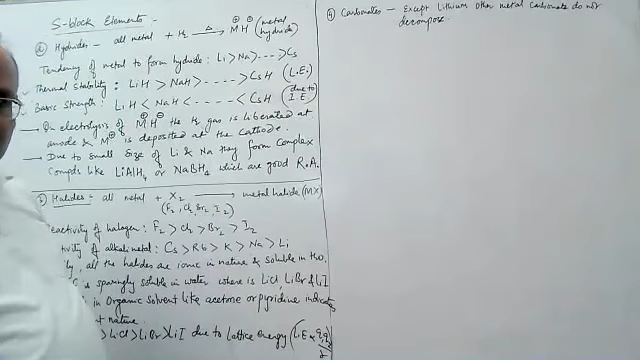 S-block Elements -
Hydrides - all metal + H₂ —Δ→ M⊕H⊖ (metal hydride)
Tendency of metal to form hydride : Li > Na > ----> Cs
Thermal stability : LiH > NaH > -----> CsH (L.E.)
Basic Strength : LiH < NaH < ----- < CsH (due to I.E)
→ On electrolysis of M⊕H⊖ the H₂ gas is liberated at
anode & M⊕ is deposited at the cathode.
→ Due to small size of Li & Na they form complex
Compds like LiAlH₄ or NaBH₄ which are good R.A.
Halides - all metal + X₂ ——→ metal halide (MX)
(F₂, Cl₂, Br₂, I₂)
eactivity of halogen : F₂ > Cl₂ > Br₂ > I₂
tivity of alkali metal : Cs > Rb > K > Na > Li
ly, all the halides are ionic in nature & soluble in H₂O.
is sparingly soluble in water where is LiCl, LiBr & LiI
in Organic solvent like acetone or pyridine indicates
nature.
> LiCl > LiBr > LiI due to lattice energy (L.E ∝
Carbonates - Except Lithium other metal carbonate do not
decompose.